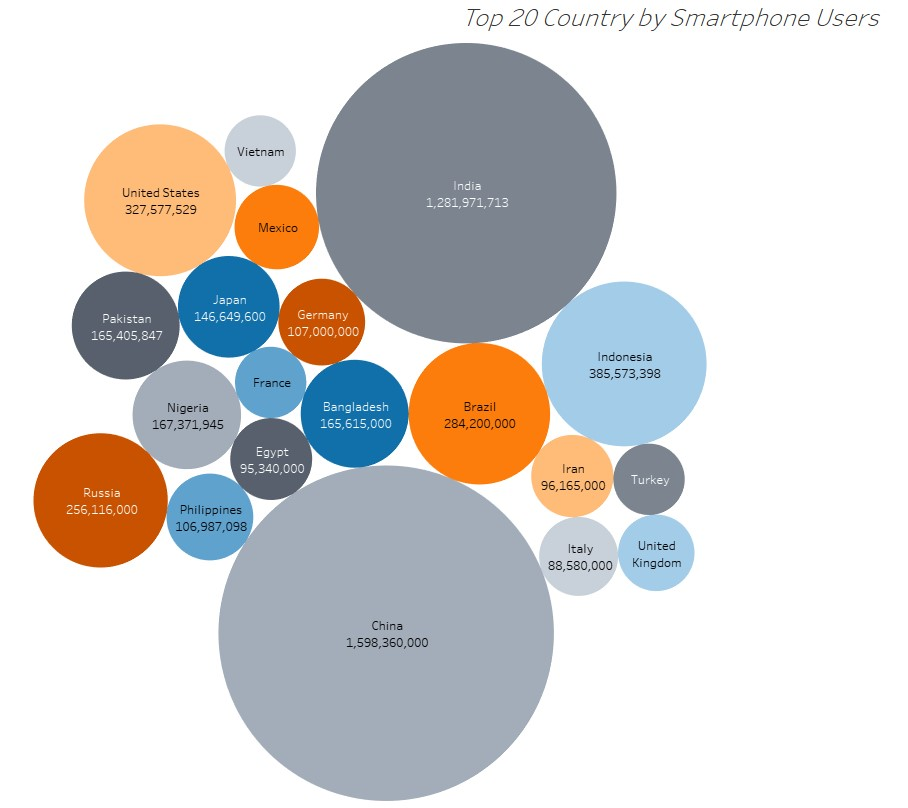 Top 20 Country by Smartphone Users
Vietnam
United States
327,577,529
India
1,281,971,713
Mexico
Japan
146,649,600
Germany
107,000,000
Pakistan
165,405,847
Indonesia
385,573,398
France
Nigeria
167,371,945
Bangladesh
165,615,000
Brazil
284,200,000
Egypt
95,340,000
Iran
96,165,000
Turkey
Russia
256,116,000
Philippines
106,987,098
Italy
88,580,000
United
Kingdom
China
1,598,360,000